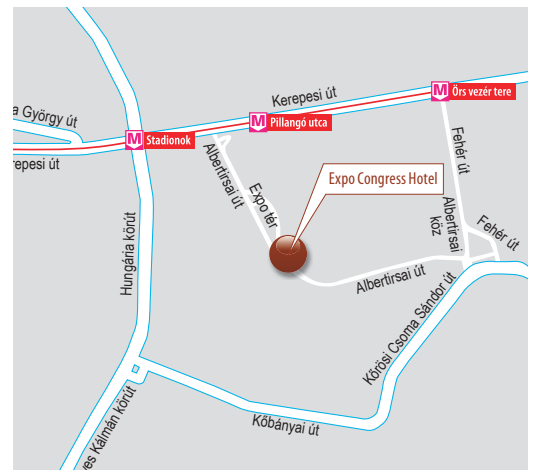 Kerepesi út
M
Örs vezér tere
M
Pillangó utca
a György út
M
Stadionok
repesi út
Albertirsai út
Expo tér
Expo Congress Hotel
Fehér út
Albertirsai
köz
Fehér út
Hungária körút
Albertirsai út
Kőrösi Csoma Sándor út
Kőbányai út
es Kálmán körút